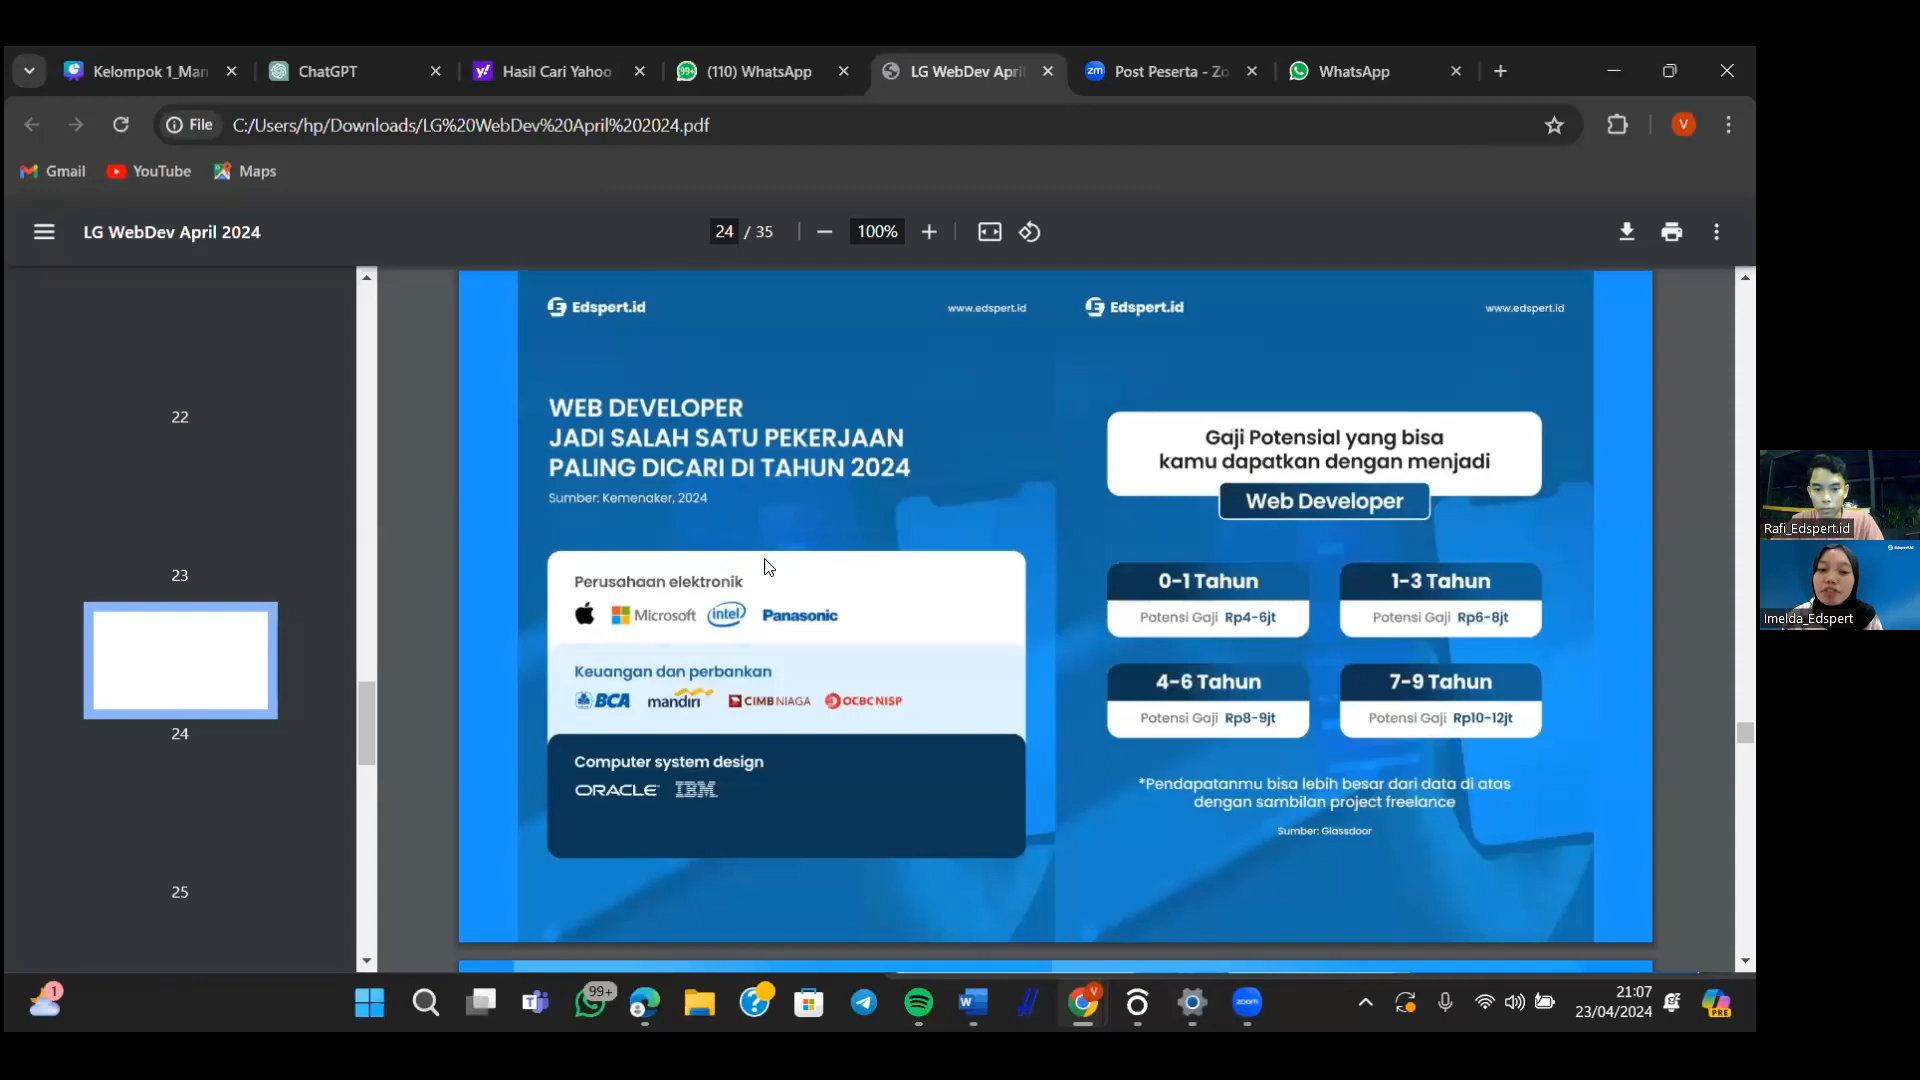 Kelompok 1_Man
ChatGPT
Hasil Cari Yahoo
(110) WhatsApp
LG WebDev April
Post Peserta - Zo
WhatsApp
File
C:/Users/hp/Downloads/LG%20WebDev%20April%202024.pdf
V
Gmail
YouTube
Maps
LG WebDev April 2024
24 / 35
100%
22
23
24
25
Edspert.id
www.edspert.id
WEB DEVELOPER
JADI SALAH SATU PEKERJAAN
PALING DICARI DI TAHUN 2024
Sumber: Kemenaker, 2024
Perusahaan elektronik
Microsoft
intel
Panasonic
Keuangan dan perbankan
BCA
mandiri
CIMB NIAGA
OCBC NISP
Computer system design
ORACLE
IBM
Edspert.id
www.edspert.id
Gaji Potensial yang bisa
kamu dapatkan dengan menjadi
Web Developer
0-1 Tahun
Potensi Gaji Rp4-6jt
1-3 Tahun
Potensi Gaji Rp6-8jt
4-6 Tahun
Potensi Gaji Rp8-9jt
7-9 Tahun
Potensi Gaji Rp10-12jt
*Pendapatanmu bisa lebih besar dari data di atas
dengan sambilan project freelance
Sumber: Glassdoor
Rafi_Edspert.id
Edspert.id
Imelda_Edspert
1
99+
zoom
21:07
23/04/2024
PRE